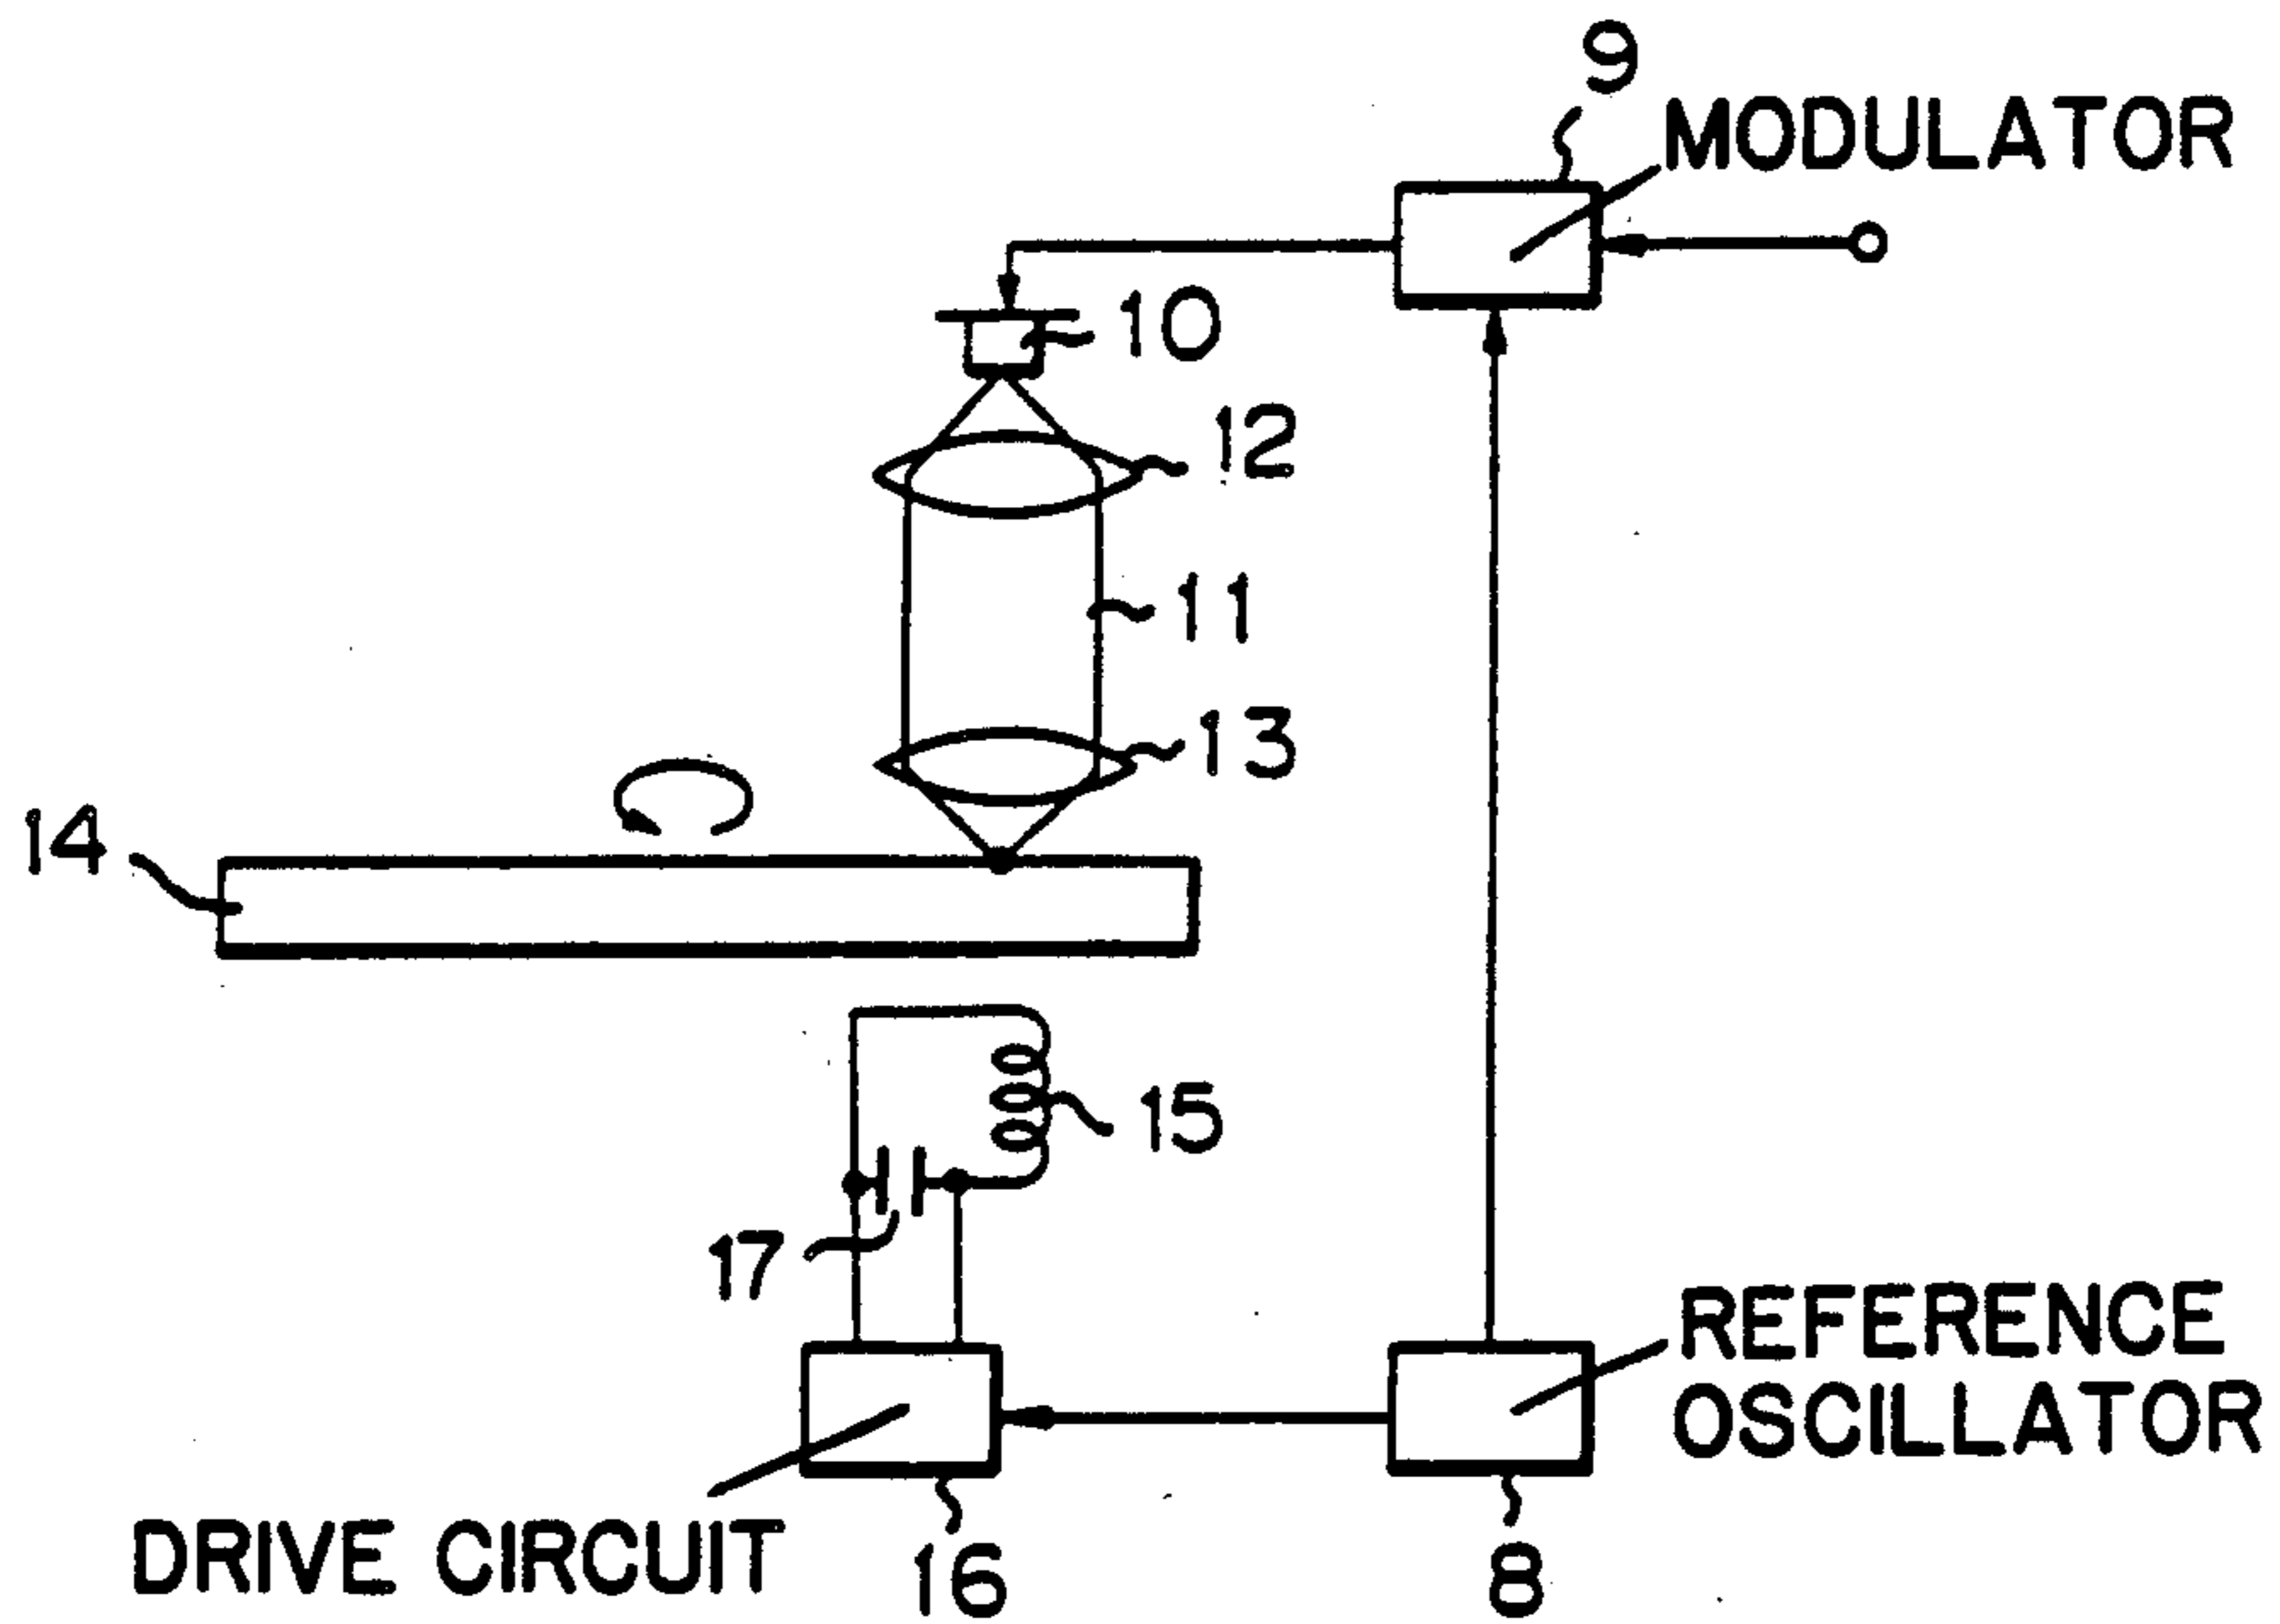 9
MODULATOR
10
12
11
13
14
15
17
REFERENCE
OSCILLATOR
DRIVE CIRCUIT
16
8